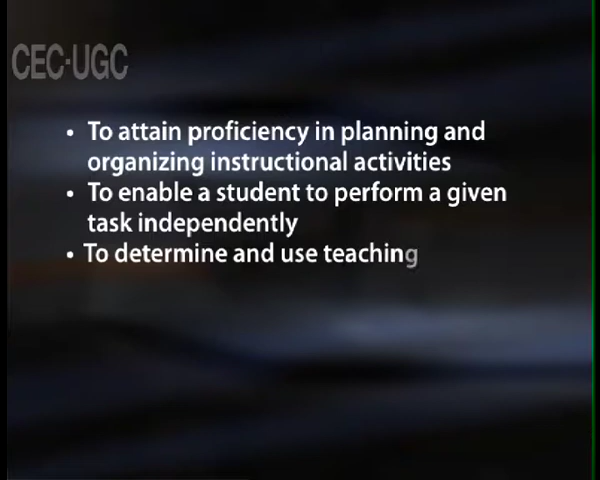 CEC-UGC
• To attain proficiency in planning and
organizing instructional activities
• To enable a student to perform a given
task independently
• To determine and use teaching